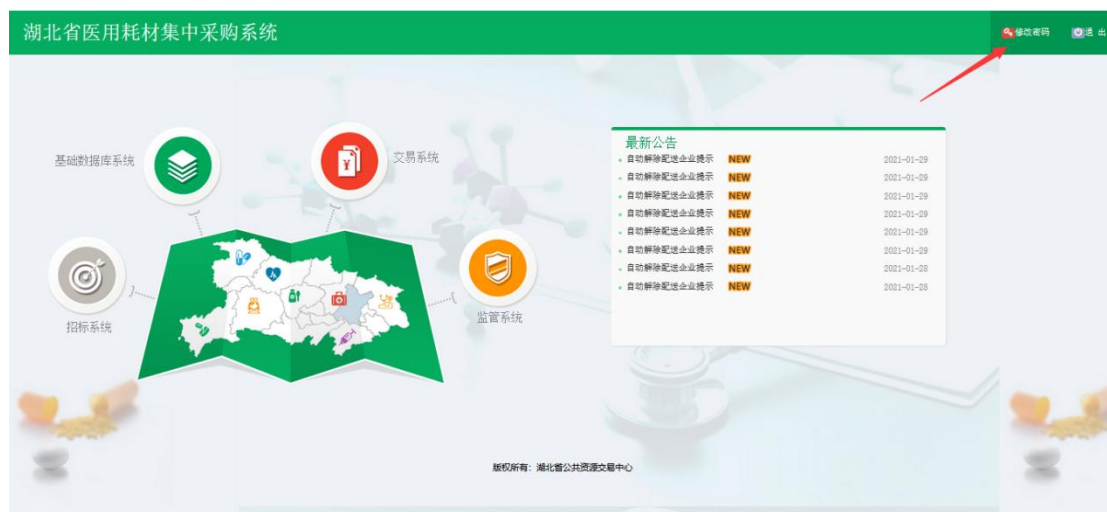 湖北省医用耗材集中采购系统
修改密码 退 出
基础数据库系统
交易系统
招标系统
监管系统
最新公告
自动解除配送企业提示 NEW 2021-01-29
自动解除配送企业提示 NEW 2021-01-29
自动解除配送企业提示 NEW 2021-01-29
自动解除配送企业提示 NEW 2021-01-29
自动解除配送企业提示 NEW 2021-01-29
自动解除配送企业提示 NEW 2021-01-29
自动解除配送企业提示 NEW 2021-01-28
自动解除配送企业提示 NEW 2021-01-28
版权所有：湖北省公共资源交易中心